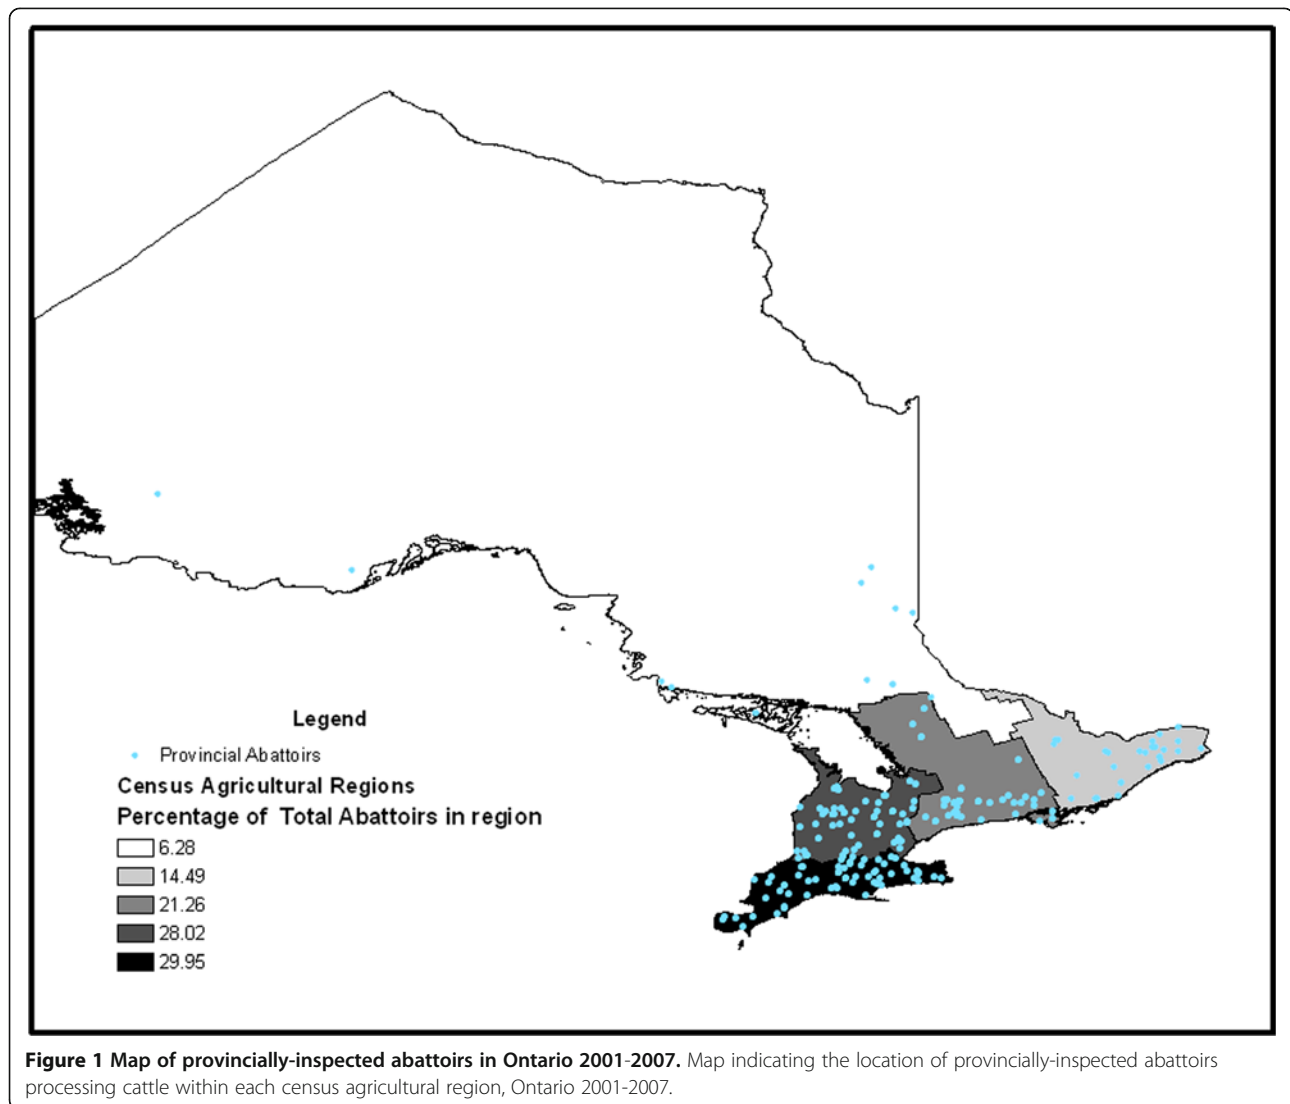 Legend
Provincial Abattoirs
Census Agricultural Regions
Percentage of Total Abattoirs in region
6.28
14.49
21.26
28.02
29.95
Figure 1 Map of provincially-inspected abattoirs in Ontario 2001-2007. Map indicating the location of provincially-inspected abattoirs
processing cattle within each census agricultural region, Ontario 2001-2007.